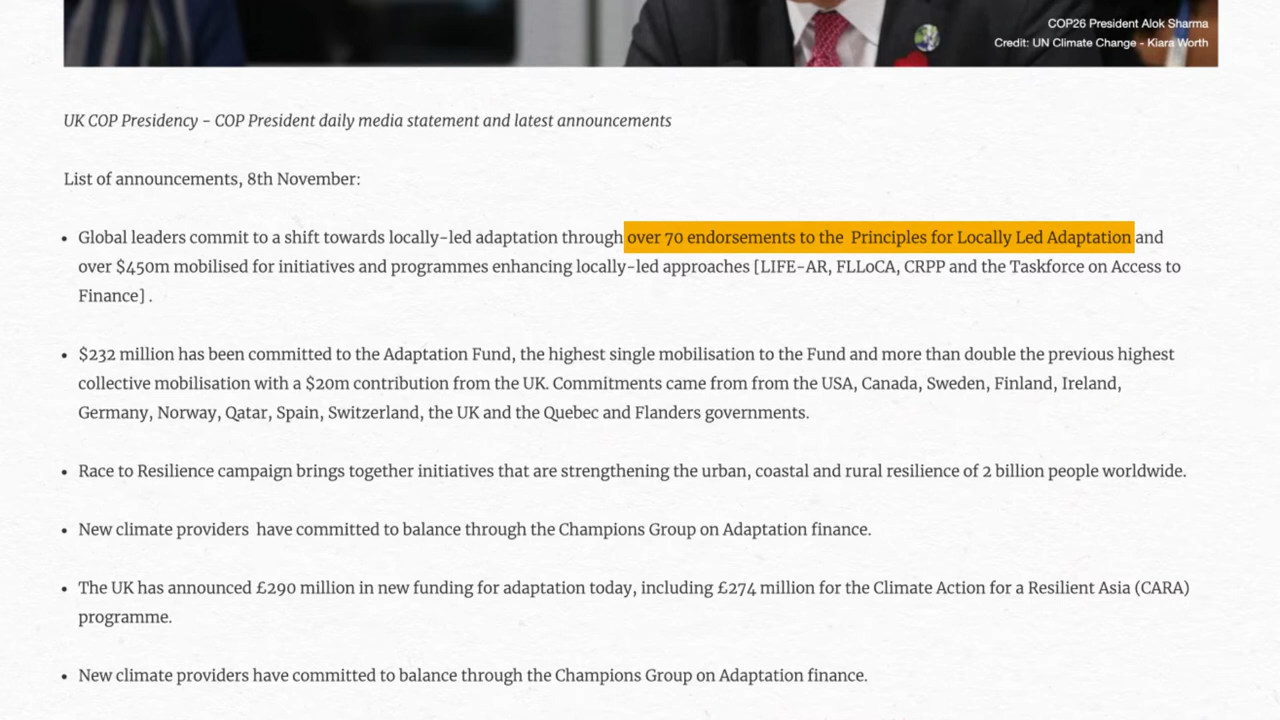 COP26 President Alok Sharma
Credit: UN Climate Change - Kiara Worth
UK COP Presidency - COP President daily media statement and latest announcements
List of announcements, 8th November:
• Global leaders commit to a shift towards locally-led adaptation through over 70 endorsements to the Principles for Locally Led Adaptation and
over $450m mobilised for initiatives and programmes enhancing locally-led approaches [LIFE-AR, FLLoCA, CRPP and the Taskforce on Access to
Finance] .
• $232 million has been committed to the Adaptation Fund, the highest single mobilisation to the Fund and more than double the previous highest
collective mobilisation with a $20m contribution from the UK. Commitments came from from the USA, Canada, Sweden, Finland, Ireland,
Germany, Norway, Qatar, Spain, Switzerland, the UK and the Quebec and Flanders governments.
• Race to Resilience campaign brings together initiatives that are strengthening the urban, coastal and rural resilience of 2 billion people worldwide.
• New climate providers have committed to balance through the Champions Group on Adaptation finance.
• The UK has announced £290 million in new funding for adaptation today, including £274 million for the Climate Action for a Resilient Asia (CARA)
programme.
• New climate providers have committed to balance through the Champions Group on Adaptation finance.